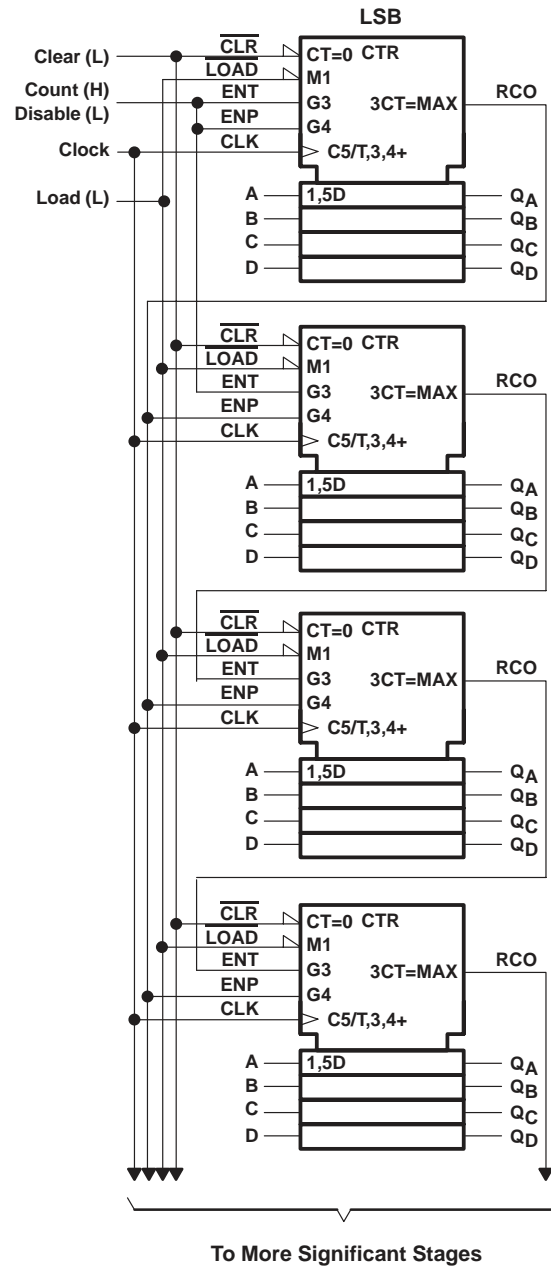 LSB
Clear (L)
Count (H)
Disable (L)
Clock
Load (L)
CLR
LOAD
ENT
ENP
CLK
CT=0 CTR
M1
G3 3CT=MAX
G4
C5/T,3,4+
RCO
A 1,5D QA
B QB
C QC
D QD
CLR
LOAD
ENT
ENP
CLK
CT=0 CTR
M1
G3 3CT=MAX
G4
C5/T,3,4+
RCO
A 1,5D QA
B QB
C QC
D QD
CLR
LOAD
ENT
ENP
CLK
CT=0 CTR
M1
G3 3CT=MAX
G4
C5/T,3,4+
RCO
A 1,5D QA
B QB
C QC
D QD
CLR
LOAD
ENT
ENP
CLK
CT=0 CTR
M1
G3 3CT=MAX
G4
C5/T,3,4+
RCO
A 1,5D QA
B QB
C QC
D QD
To More Significant Stages